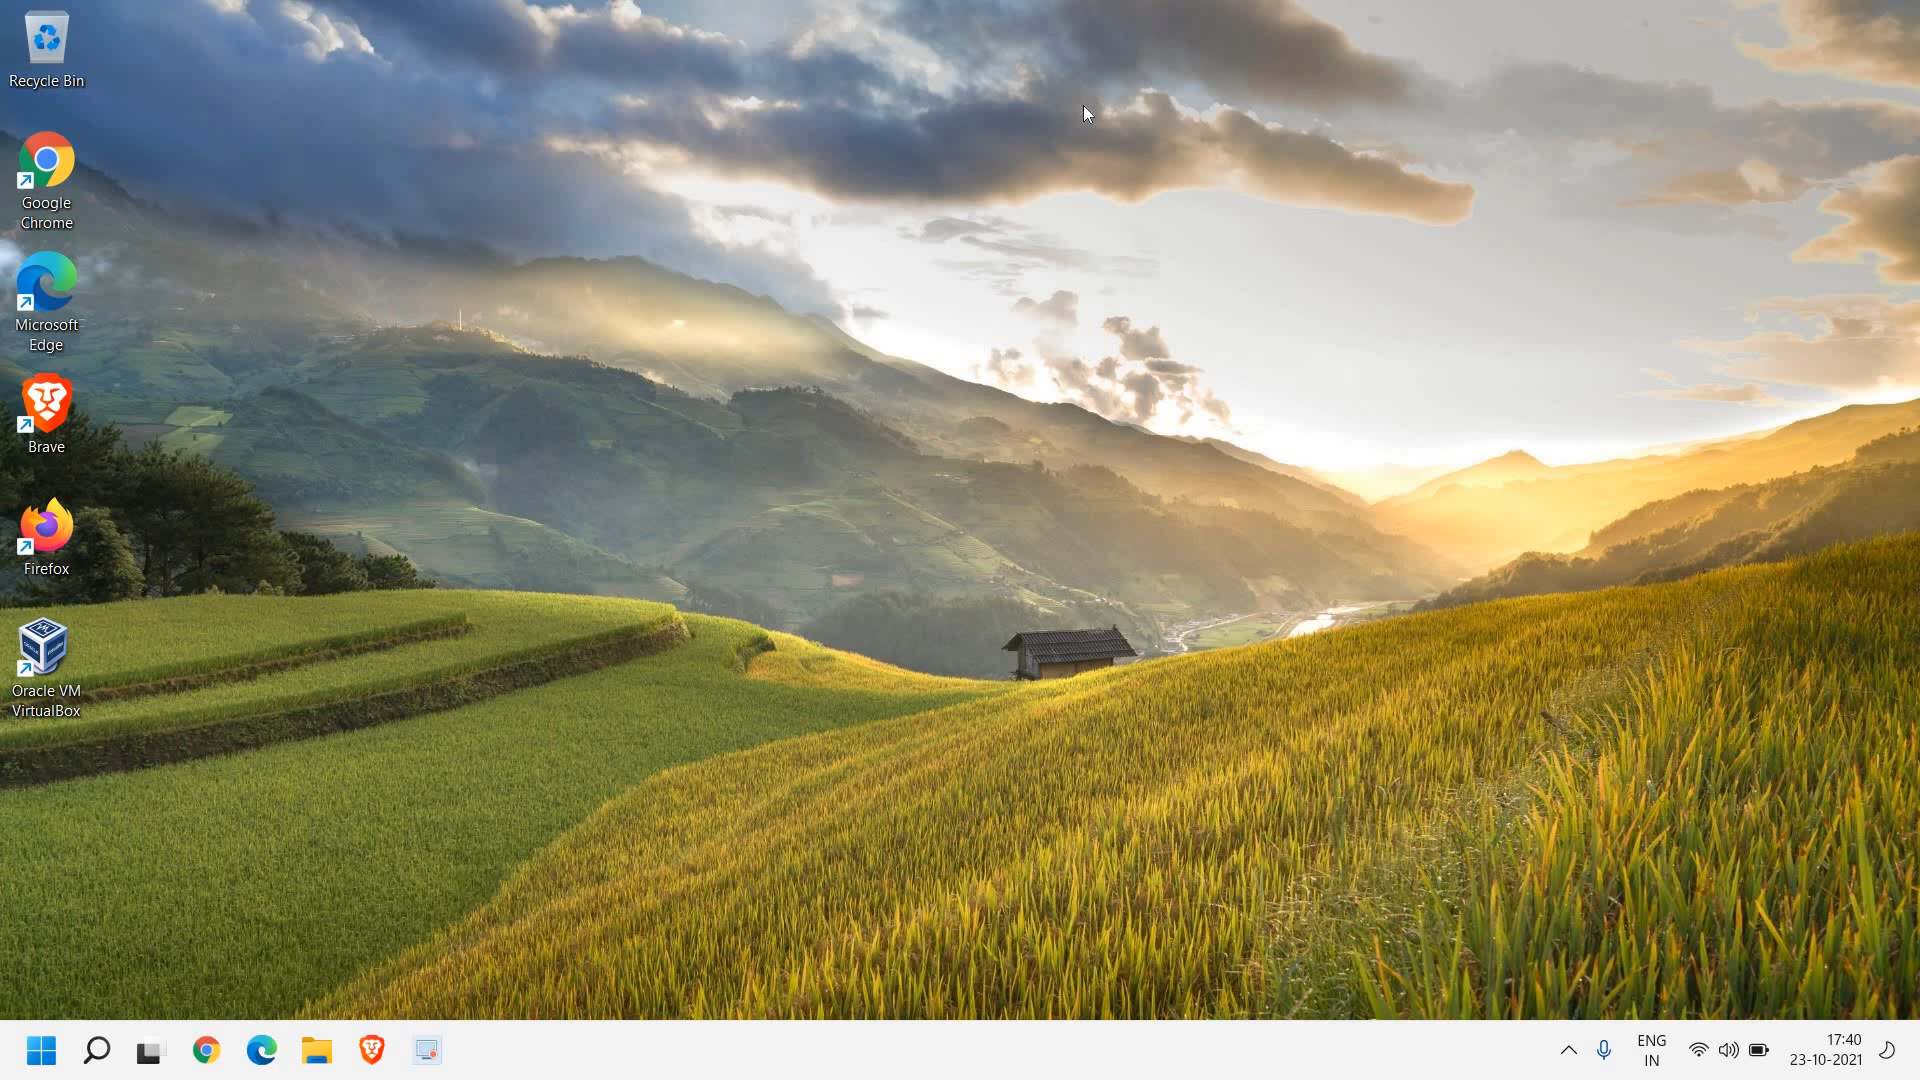 Recycle Bin
Google
Chrome
Microsoft
Edge
Brave
Firefox
Oracle VM
VirtualBox
ENG
IN
17:40
23-10-2021